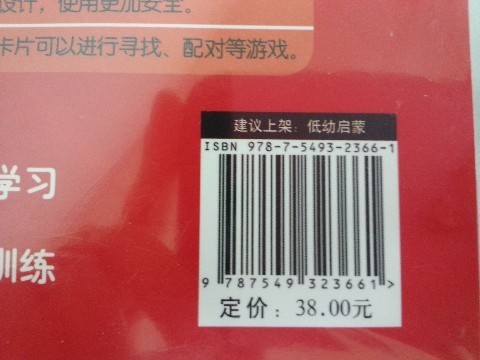 设计，使用更加安全。
卡片可以进行寻找、配对等游戏。
建议上架：低幼启蒙
ISBN 978-7-5493-2366-1
学习
训练
9 787549 323661 >
定价：38.00元